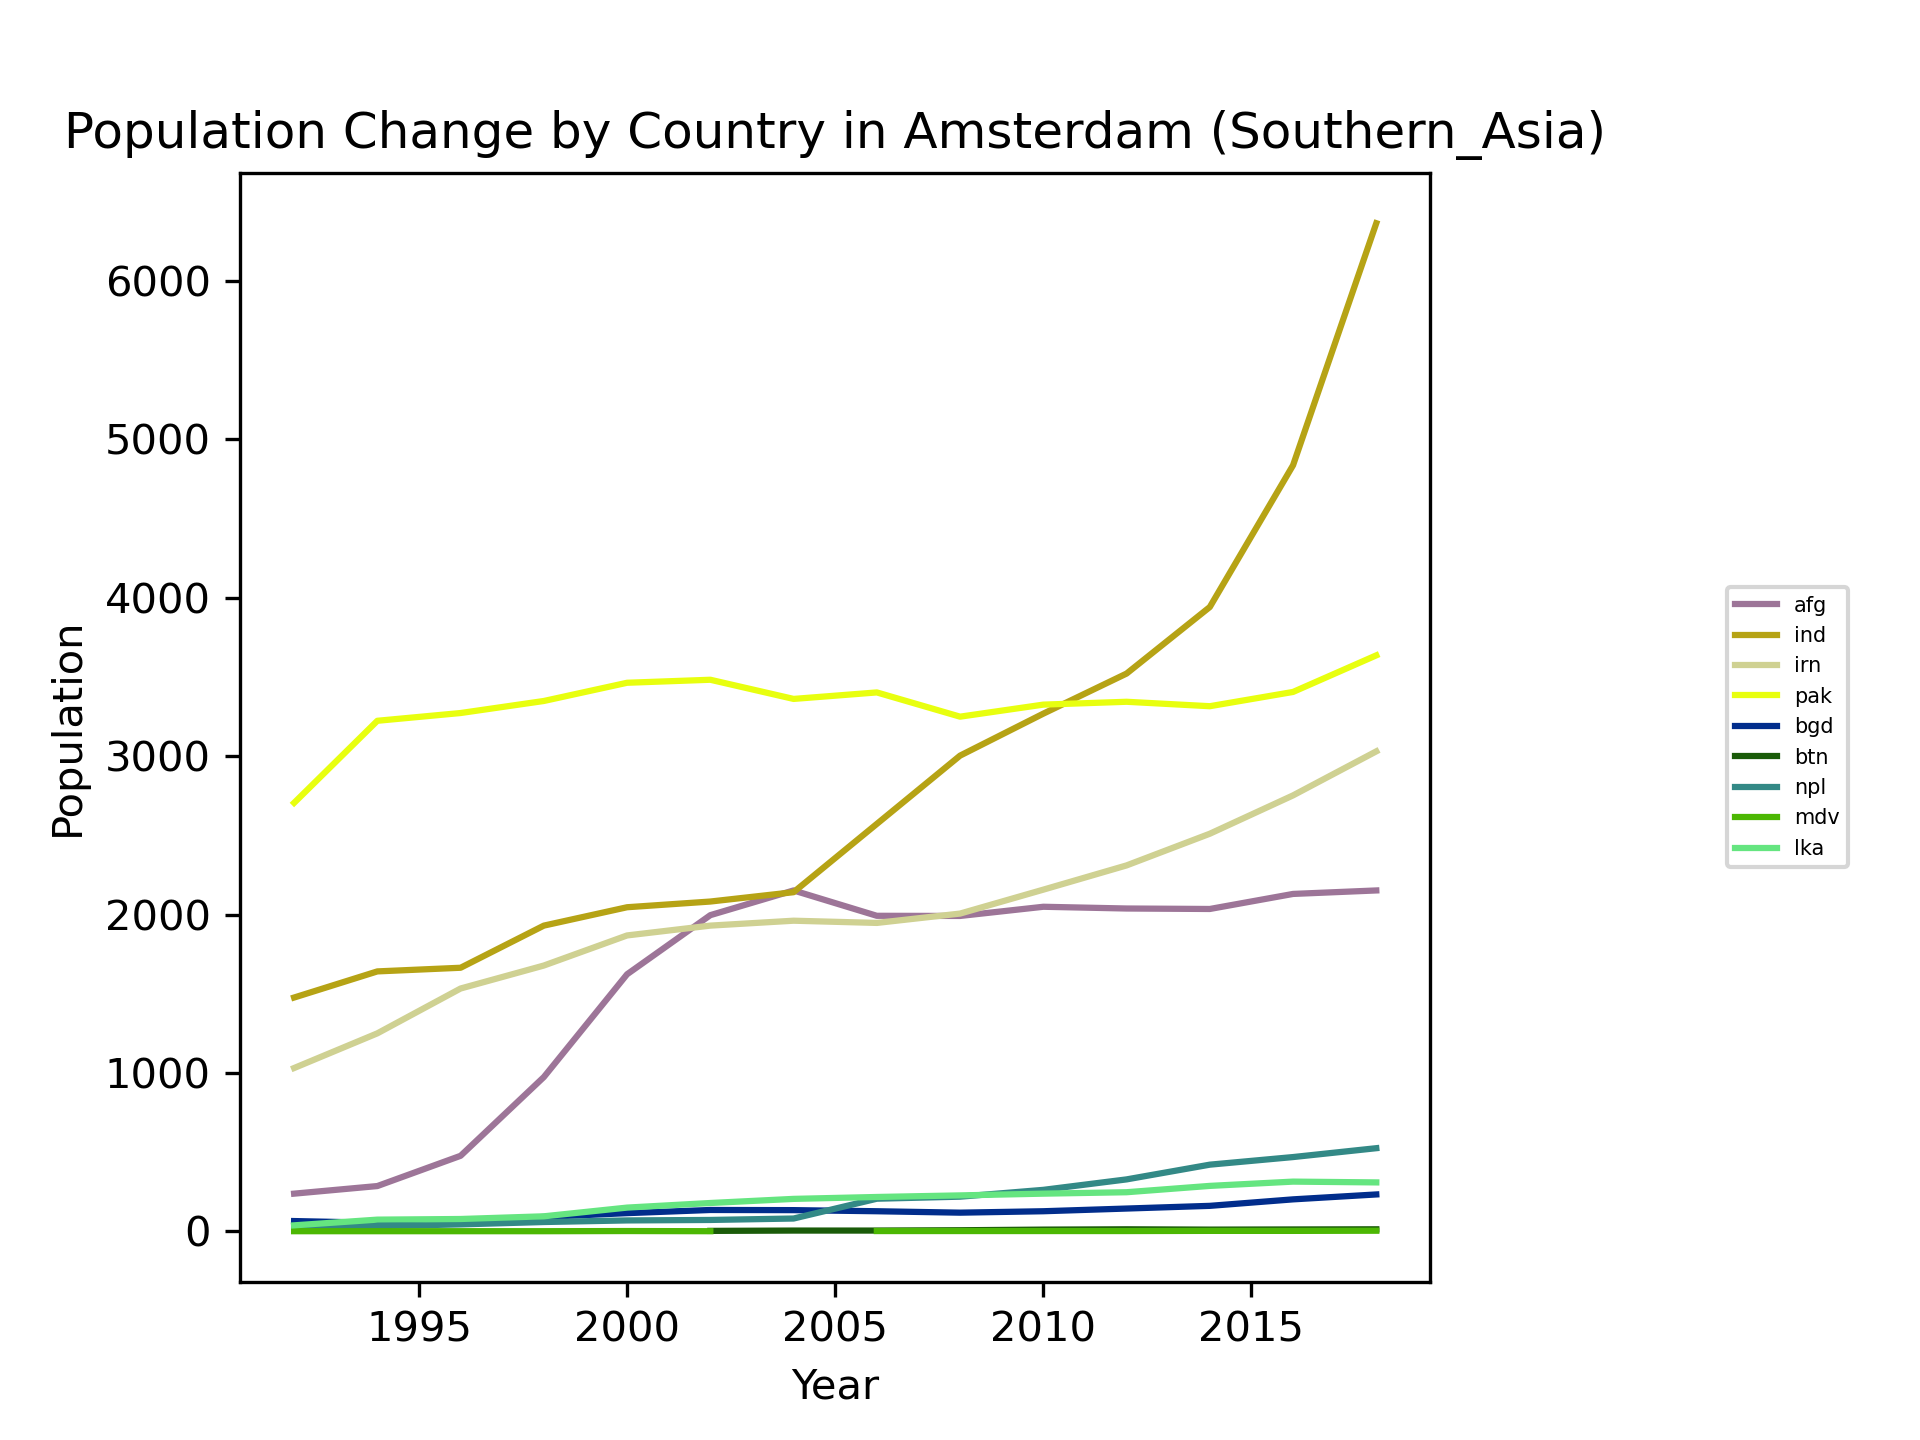 Population Change by Country in Amsterdam (Southern_Asia)
6000
5000
4000
3000
2000
1000
0
Population
1995 2000 2005 2010 2015
Year
afg
ind
irn
pak
bgd
btn
npl
mdv
lka